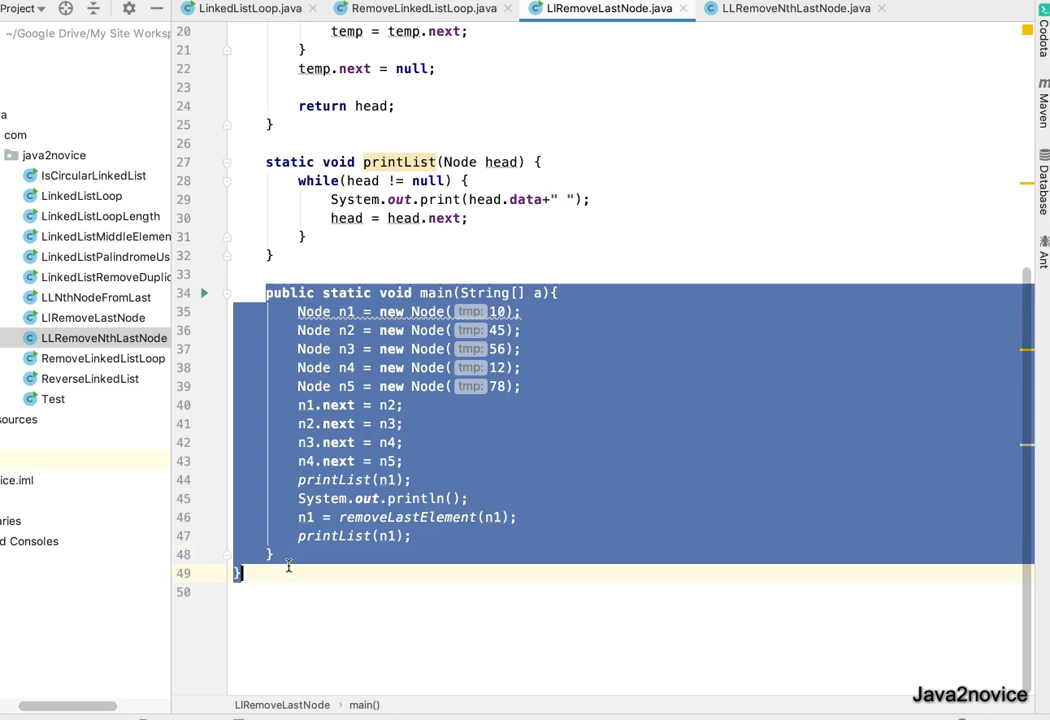 Project
LinkedListLoop.java
RemoveLinkedListLoop.java
LlRemoveLastNode.java
LLRemoveNthLastNode.java
~/Google Drive/My Site Worksp
a
com
java2novice
IsCircularLinkedList
LinkedListLoop
LinkedListLoopLength
LinkedListMiddleElemen
LinkedListPalindromeUs
LinkedListRemoveDuplic
LLNthNodeFromLast
LlRemoveLastNode
LLRemoveNthLastNode
RemoveLinkedListLoop
ReverseLinkedList
Test
sources
vice.iml
aries
d Consoles
20 temp = temp.next;
21 }
22 temp.next = null;
23
24 return head;
25 }
26
27 static void printList(Node head) {
28 while(head != null) {
29 System.out.print(head.data+" ");
30 head = head.next;
31 }
32 }
33
34 public static void main(String[] a){
35 Node n1 = new Node( tmp: 10);
36 Node n2 = new Node( tmp: 45);
37 Node n3 = new Node( tmp: 56);
38 Node n4 = new Node( tmp: 12);
39 Node n5 = new Node( tmp: 78);
40 n1.next = n2;
41 n2.next = n3;
42 n3.next = n4;
43 n4.next = n5;
44 printList(n1);
45 System.out.println();
46 n1 = removeLastElement(n1);
47 printList(n1);
48 }
49 }
50
LlRemoveLastNode › main()
Codota
Maven
Database
Ant
Java2novice